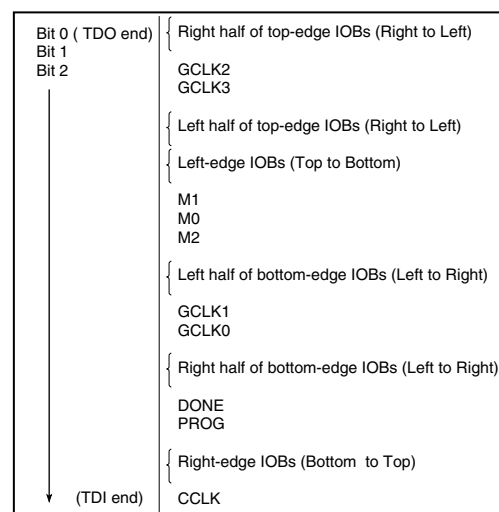 Bit 0 ( TDO end)
Bit 1
Bit 2
Right half of top-edge IOBs (Right to Left)
GCLK2
GCLK3
Left half of top-edge IOBs (Right to Left)
Left-edge IOBs (Top to Bottom)
M1
M0
M2
Left half of bottom-edge IOBs (Left to Right)
GCLK1
GCLK0
Right half of bottom-edge IOBs (Left to Right)
DONE
PROG
Right-edge IOBs (Bottom to Top)
(TDI end)
CCLK